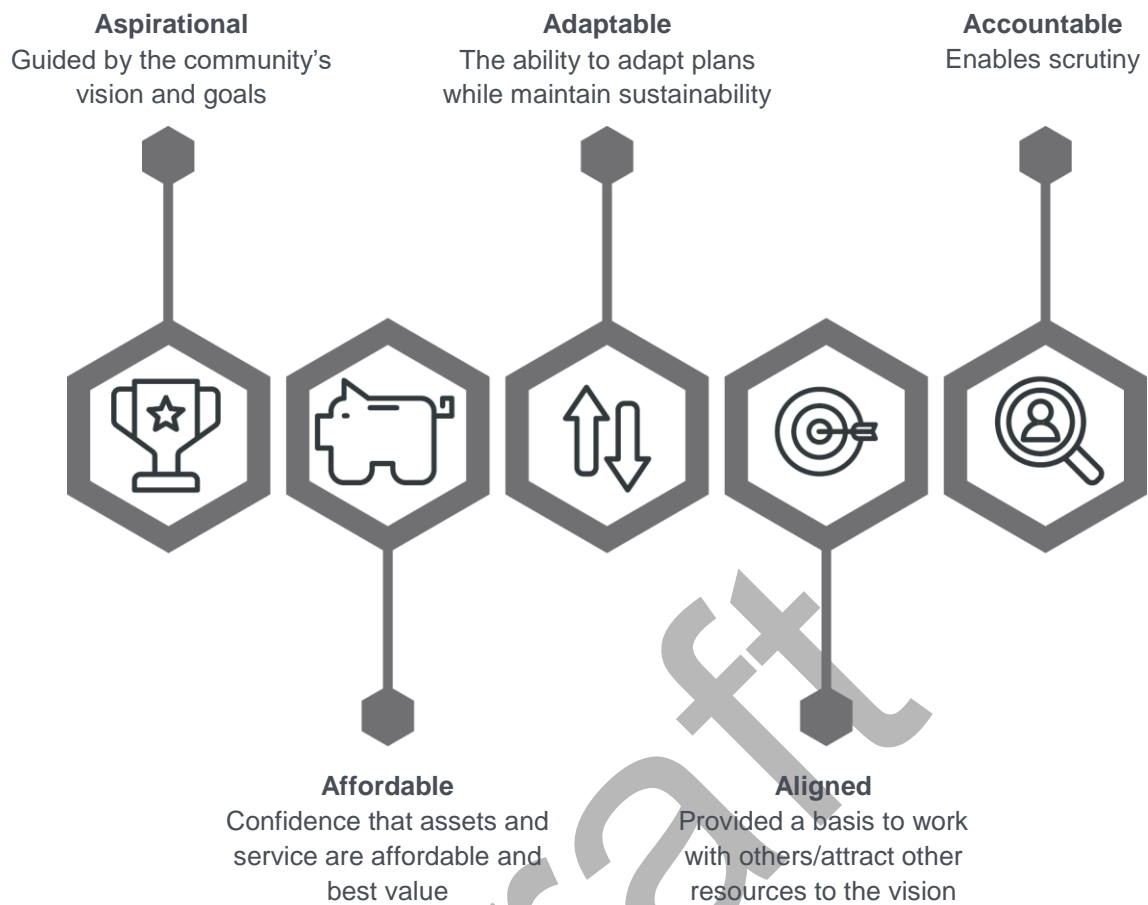 Aspirational
Guided by the community’s
vision and goals
Adaptable
The ability to adapt plans
while maintain sustainability
Accountable
Enables scrutiny
Affordable
Confidence that assets and
service are affordable and
best value
Aligned
Provided a basis to work
with others/attract other
resources to the vision
raft